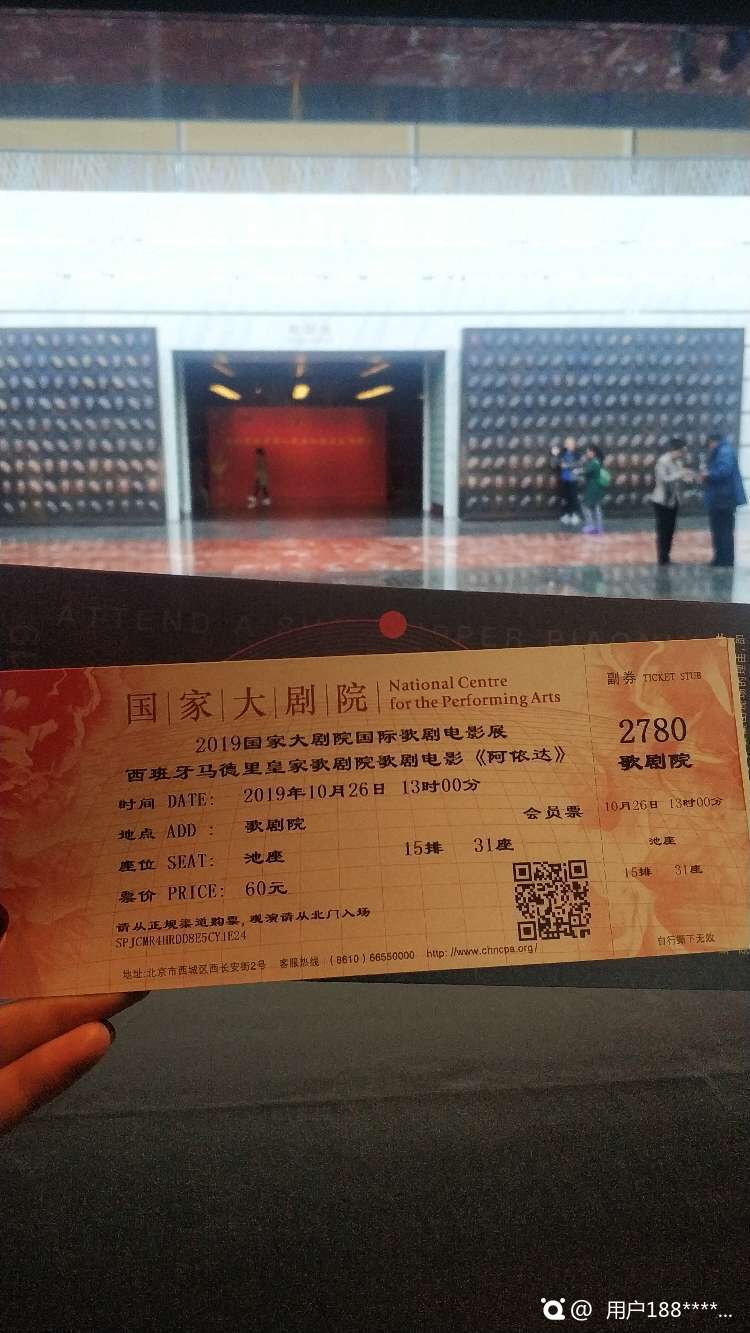 ATTEND A
国家大剧院
National Centre
for the Performing Arts
2019国家大剧院国际歌剧电影展
西班牙马德里皇家歌剧院歌剧电影《阿依达》
时间 DATE: 2019年10月26日 13时00分
地点 ADD : 歌剧院
会员票
座位 SEAT: 池座 15排 31座
票价 PRICE: 60元
请从正规渠道购票，观演请从北门入场
SPJCMR4HRDD8E5CY1E24
地址:北京市西城区西长安街2号 客服热线 (8610) 66550000 http://www.chncpa.org/
副券 TICKET STUB
2780
歌剧院
10月26日 13时00分
池座
15排 31座
自行撕下无效
@ 用户188****...